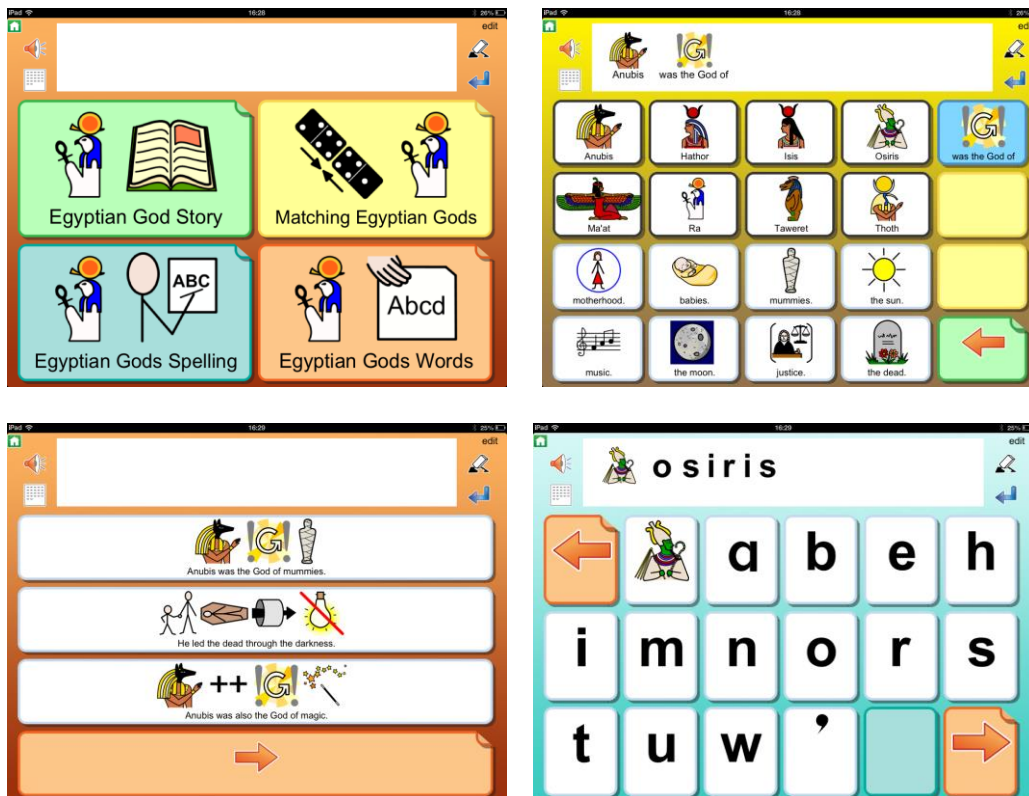 iPad 16:28 26%
edit
Egyptian God Story
Matching Egyptian Gods
ABC
Egyptian Gods Spelling
Abcd
Egyptian Gods Words
iPad 16:28 26%
ed
G
Anubis was the God of
G
Anubis Hathor Isis Osiris was the God of
Ma'at Ra Taweret Thoth
motherhood. babies. mummies. the sun.
music. the moon. justice. the dead.
iPad 16:29 25%
edit
G
Anubis was the God of mummies.
He led the dead through the darkness.
++ G
Anubis was also the God of magic.
iPad 16:29 25%
edit
osiris
a b e h
i m n o r s
t u w '